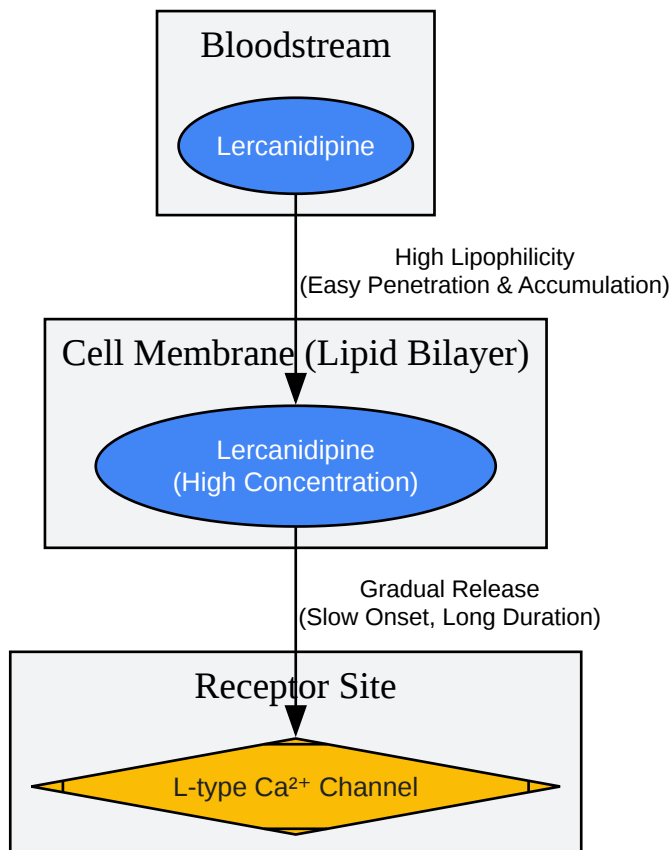 Bloodstream
Lercanidipine
High Lipophilicity
(Easy Penetration & Accumulation)
Cell Membrane (Lipid Bilayer)
Lercanidipine
(High Concentration)
Gradual Release
(Slow Onset, Long Duration)
Receptor Site
L-type Ca²⁺ Channel